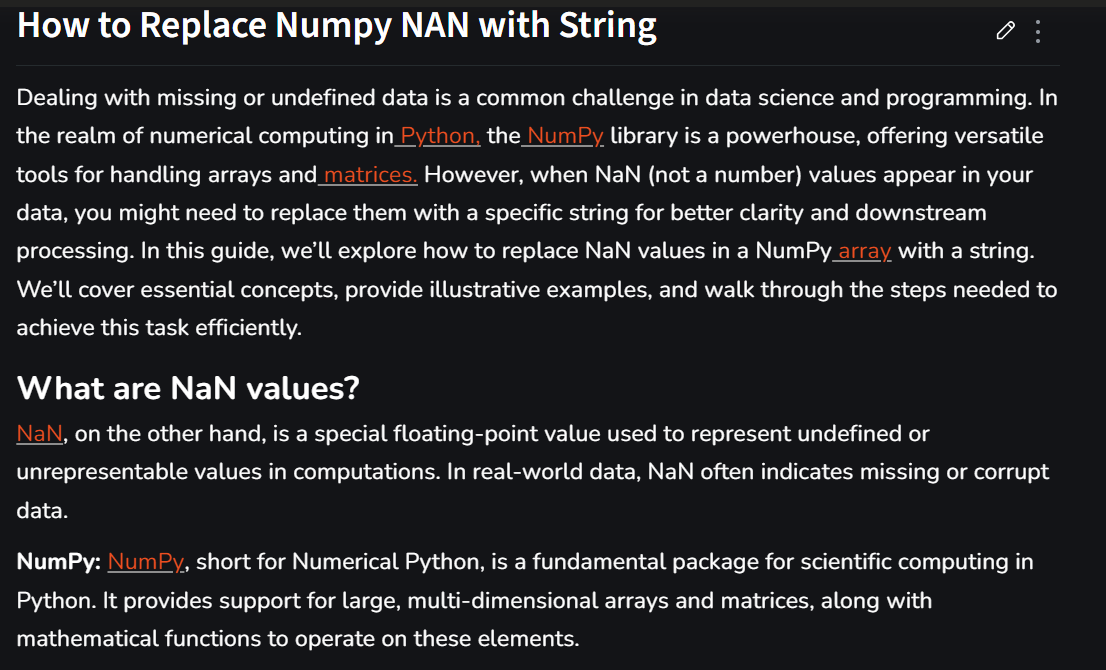 How to Replace Numpy NAN with String
Dealing with missing or undefined data is a common challenge in data science and programming. In
the realm of numerical computing in Python, the NumPy library is a powerhouse, offering versatile
tools for handling arrays and matrices. However, when NaN (not a number) values appear in your
data, you might need to replace them with a specific string for better clarity and downstream
processing. In this guide, we’ll explore how to replace NaN values in a NumPy array with a string.
We’ll cover essential concepts, provide illustrative examples, and walk through the steps needed to
achieve this task efficiently.
What are NaN values?
NaN, on the other hand, is a special floating-point value used to represent undefined or
unrepresentable values in computations. In real-world data, NaN often indicates missing or corrupt
data.
NumPy: NumPy, short for Numerical Python, is a fundamental package for scientific computing in
Python. It provides support for large, multi-dimensional arrays and matrices, along with
mathematical functions to operate on these elements.